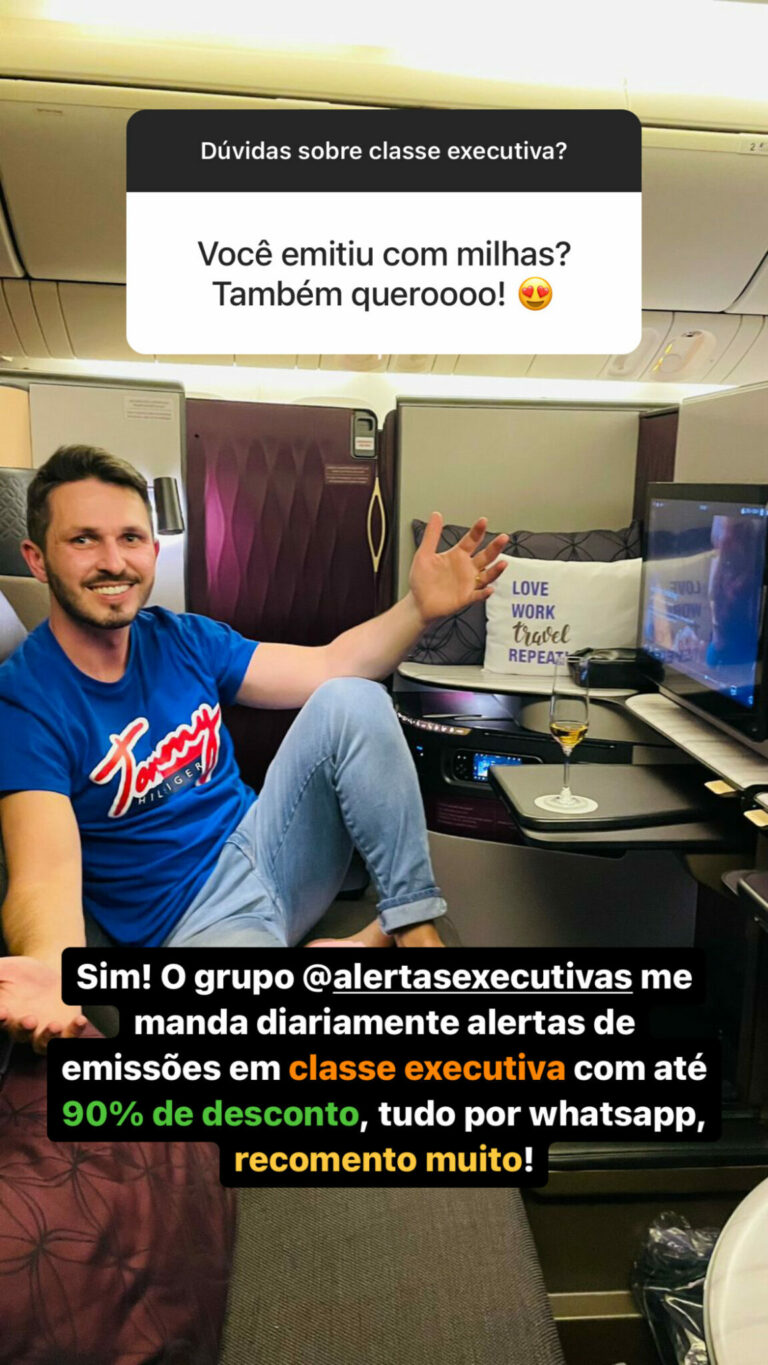 Dúvidas sobre classe executiva?
Você emitiu com milhas?
Também queroooo! 😍
LOVE
WORK
travel
REPEAT
Tommy
HILFIGER
Sim! O grupo @alertasexecutivas me
manda diariamente alertas de
emissões em classe executiva com até
90% de desconto, tudo por whatsapp,
recomento muito!